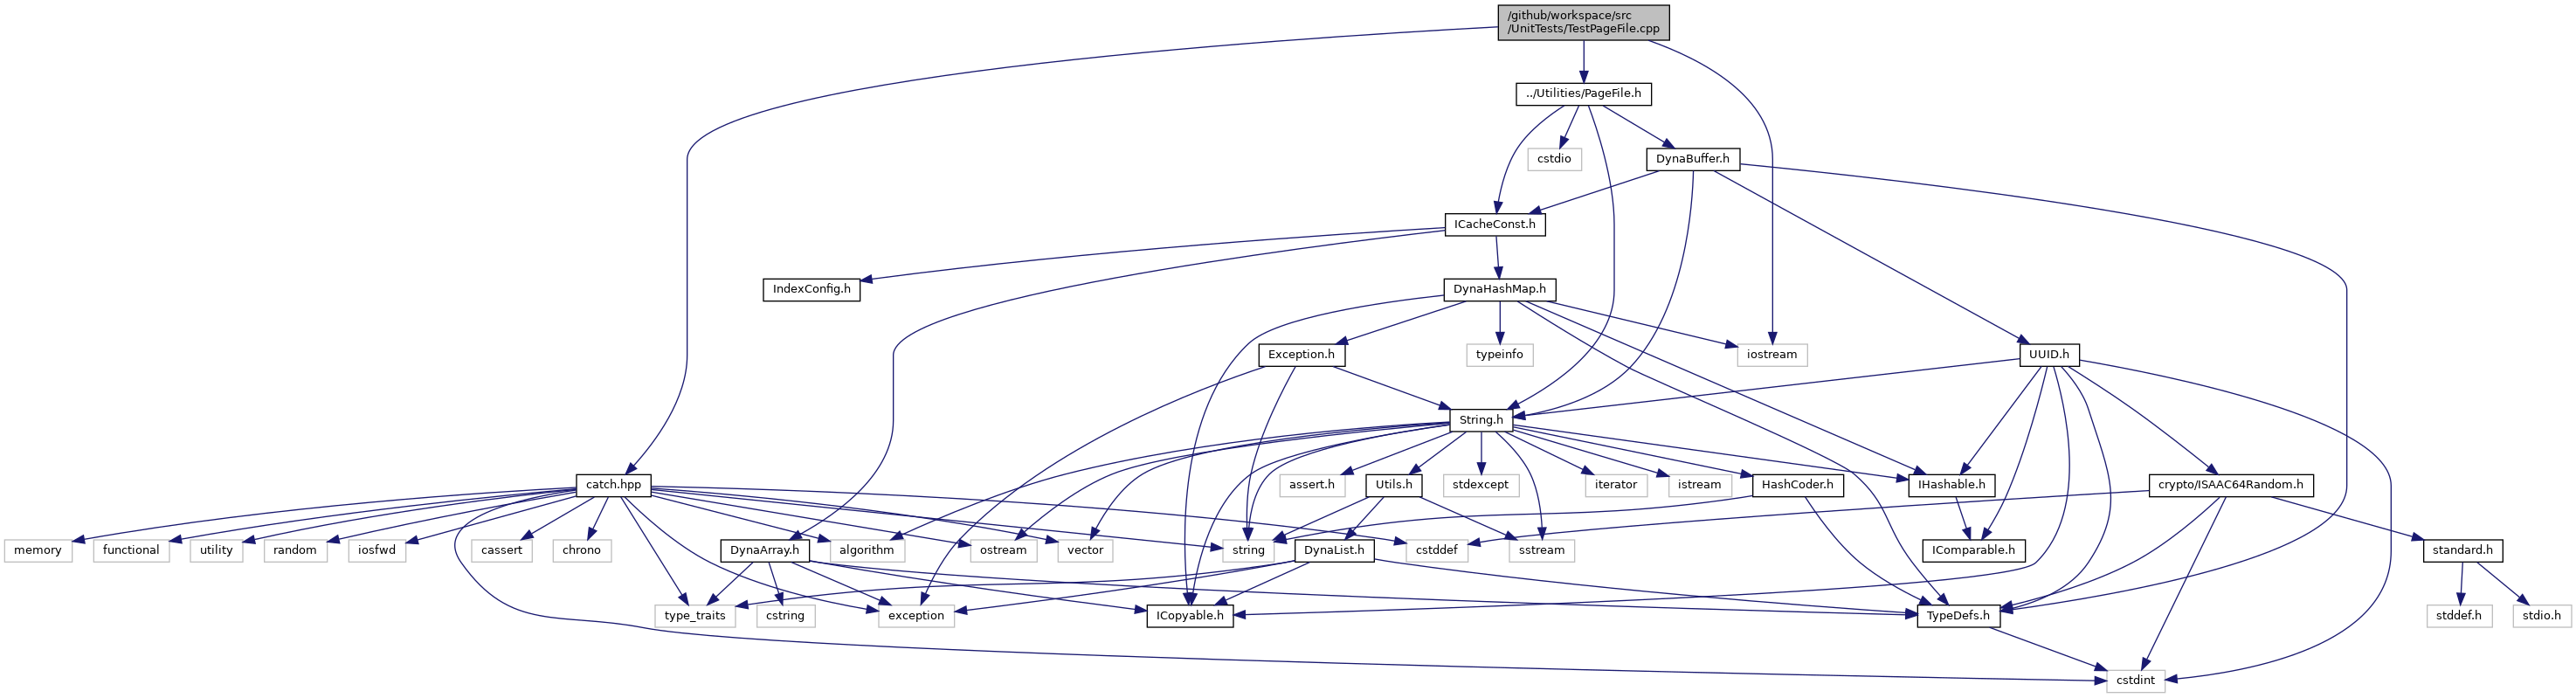 /github/workspace/src
/UnitTests/TestPageFile.cpp
../Utilities/PageFile.h
cstdio
DynaBuffer.h
ICacheConst.h
IndexConfig.h
DynaHashMap.h
Exception.h
typeinfo
iostream
UUID.h
String.h
catch.hpp
assert.h
Utils.h
stdexcept
iterator
istream
HashCoder.h
IHashable.h
crypto/ISAAC64Random.h
memory
functional
utility
random
iosfwd
cassert
chrono
DynaArray.h
algorithm
ostream
vector
string
DynaList.h
cstddef
sstream
IComparable.h
standard.h
type_traits
cstring
exception
ICopyable.h
TypeDefs.h
stddef.h
stdio.h
cstdint